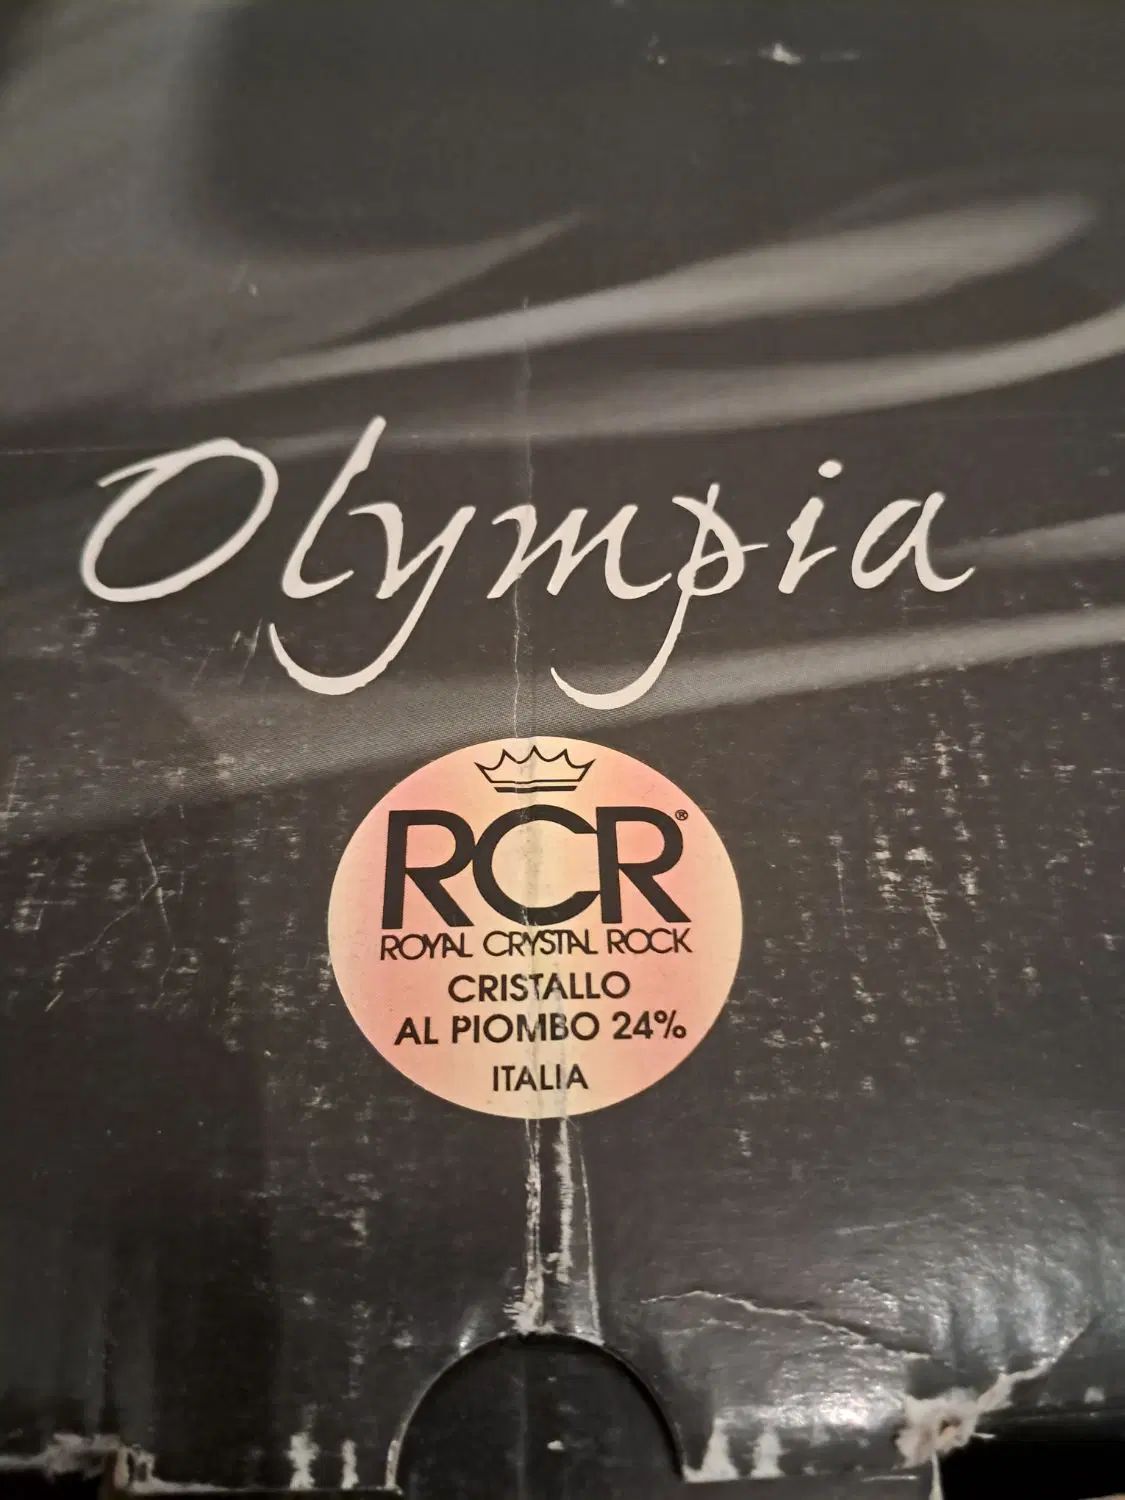 Olympia
RCR®
ROYAL CRYSTAL ROCK
CRISTALLO
AL PIOMBO 24%
ITALIA